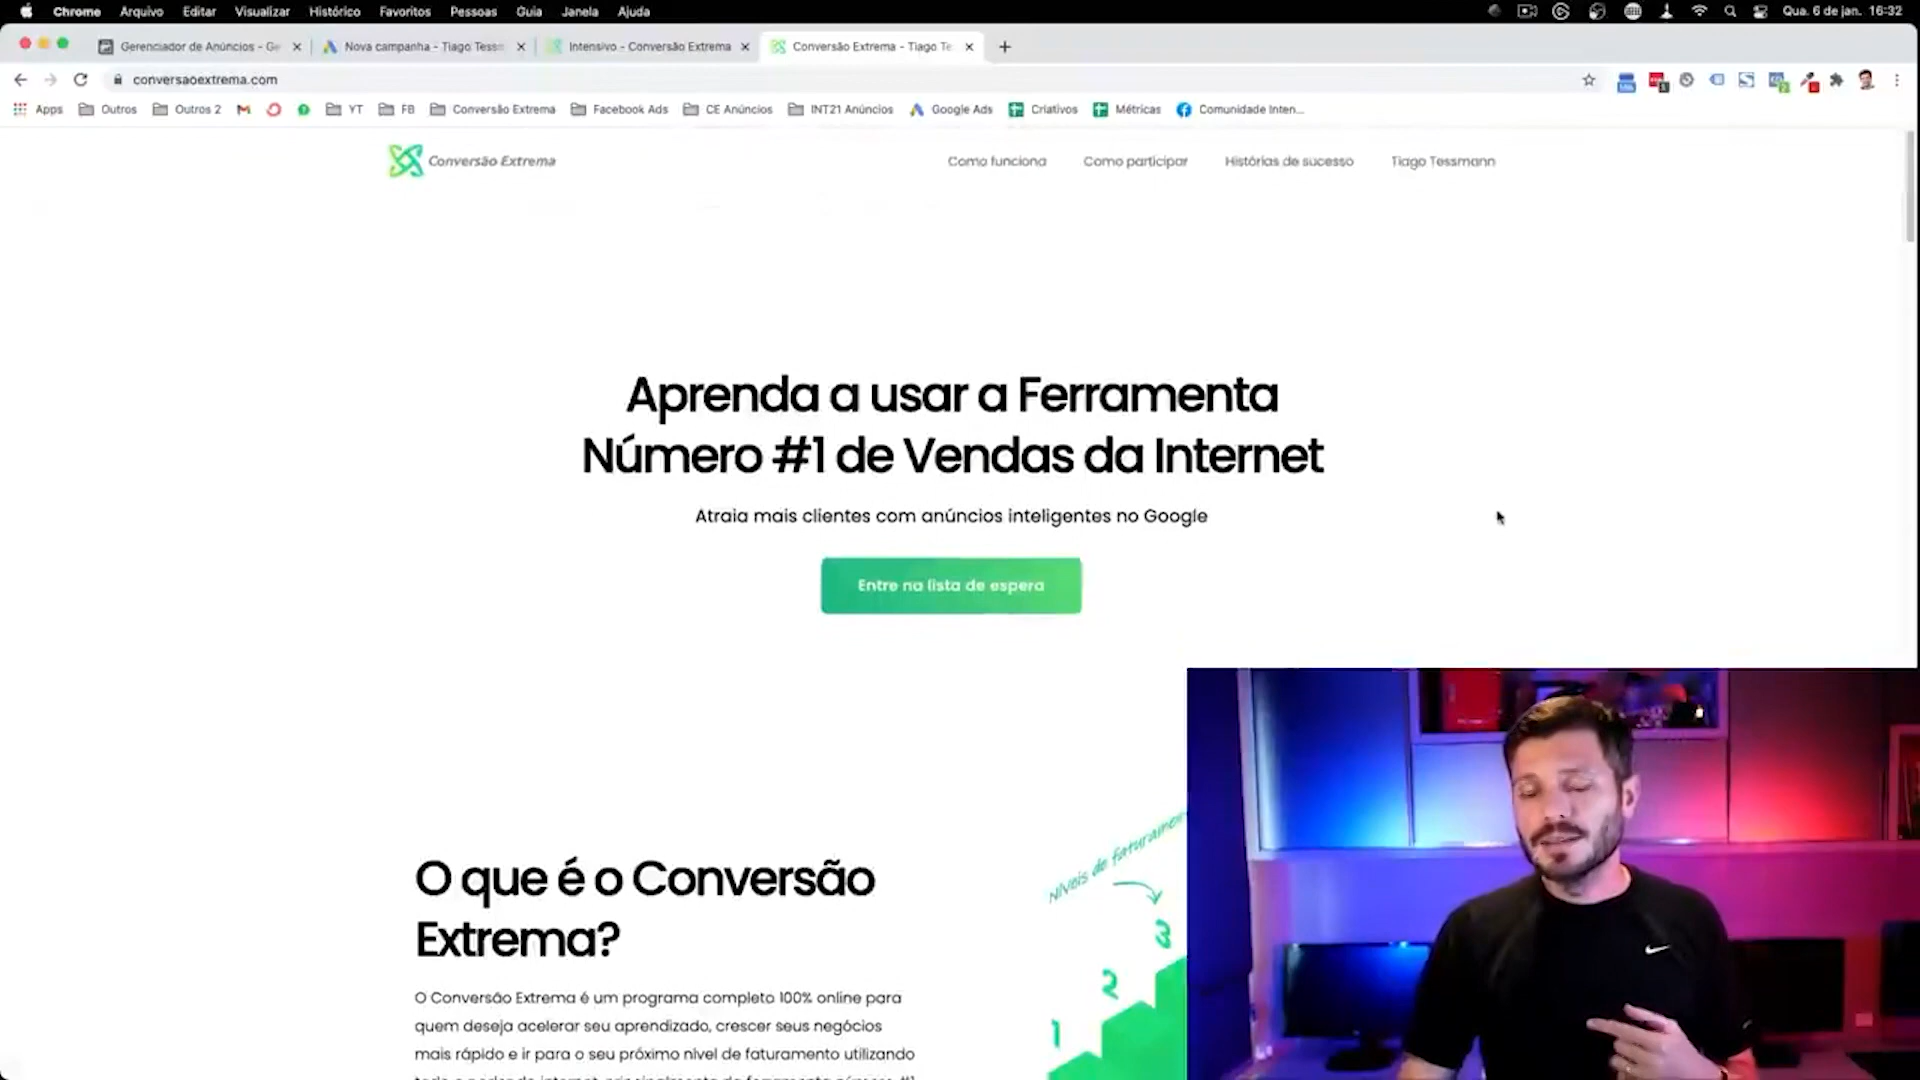 Chrome Arquivo Editar Visualizar Histórico Favoritos Pessoas Guia Janela Ajuda Qua. 6 de jan. 16:32
Gerenciador de Anúncios - Ge Nova campanha - Tiago Tess Intensivo - Conversão Extrema Conversão Extrema - Tiago Te
conversaoextrema.com
Apps Outros Outros 2 YT FB Conversão Extrema Facebook Ads CE Anúncios INT21 Anúncios Google Ads Criativos Métricas Comunidade Inten...
Conversão Extrema Como funciona Como participar Histórias de sucesso Tiago Tessmann
Aprenda a usar a Ferramenta
Número #1 de Vendas da Internet
Atraia mais clientes com anúncios inteligentes no Google
Entre na lista de espera
O que é o Conversão
Extrema?
O Conversão Extrema é um programa completo 100% online para
quem deseja acelerar seu aprendizado, crescer seus negócios
mais rápido e ir para o seu próximo nível de faturamento utilizando
Níveis de
3
2
1